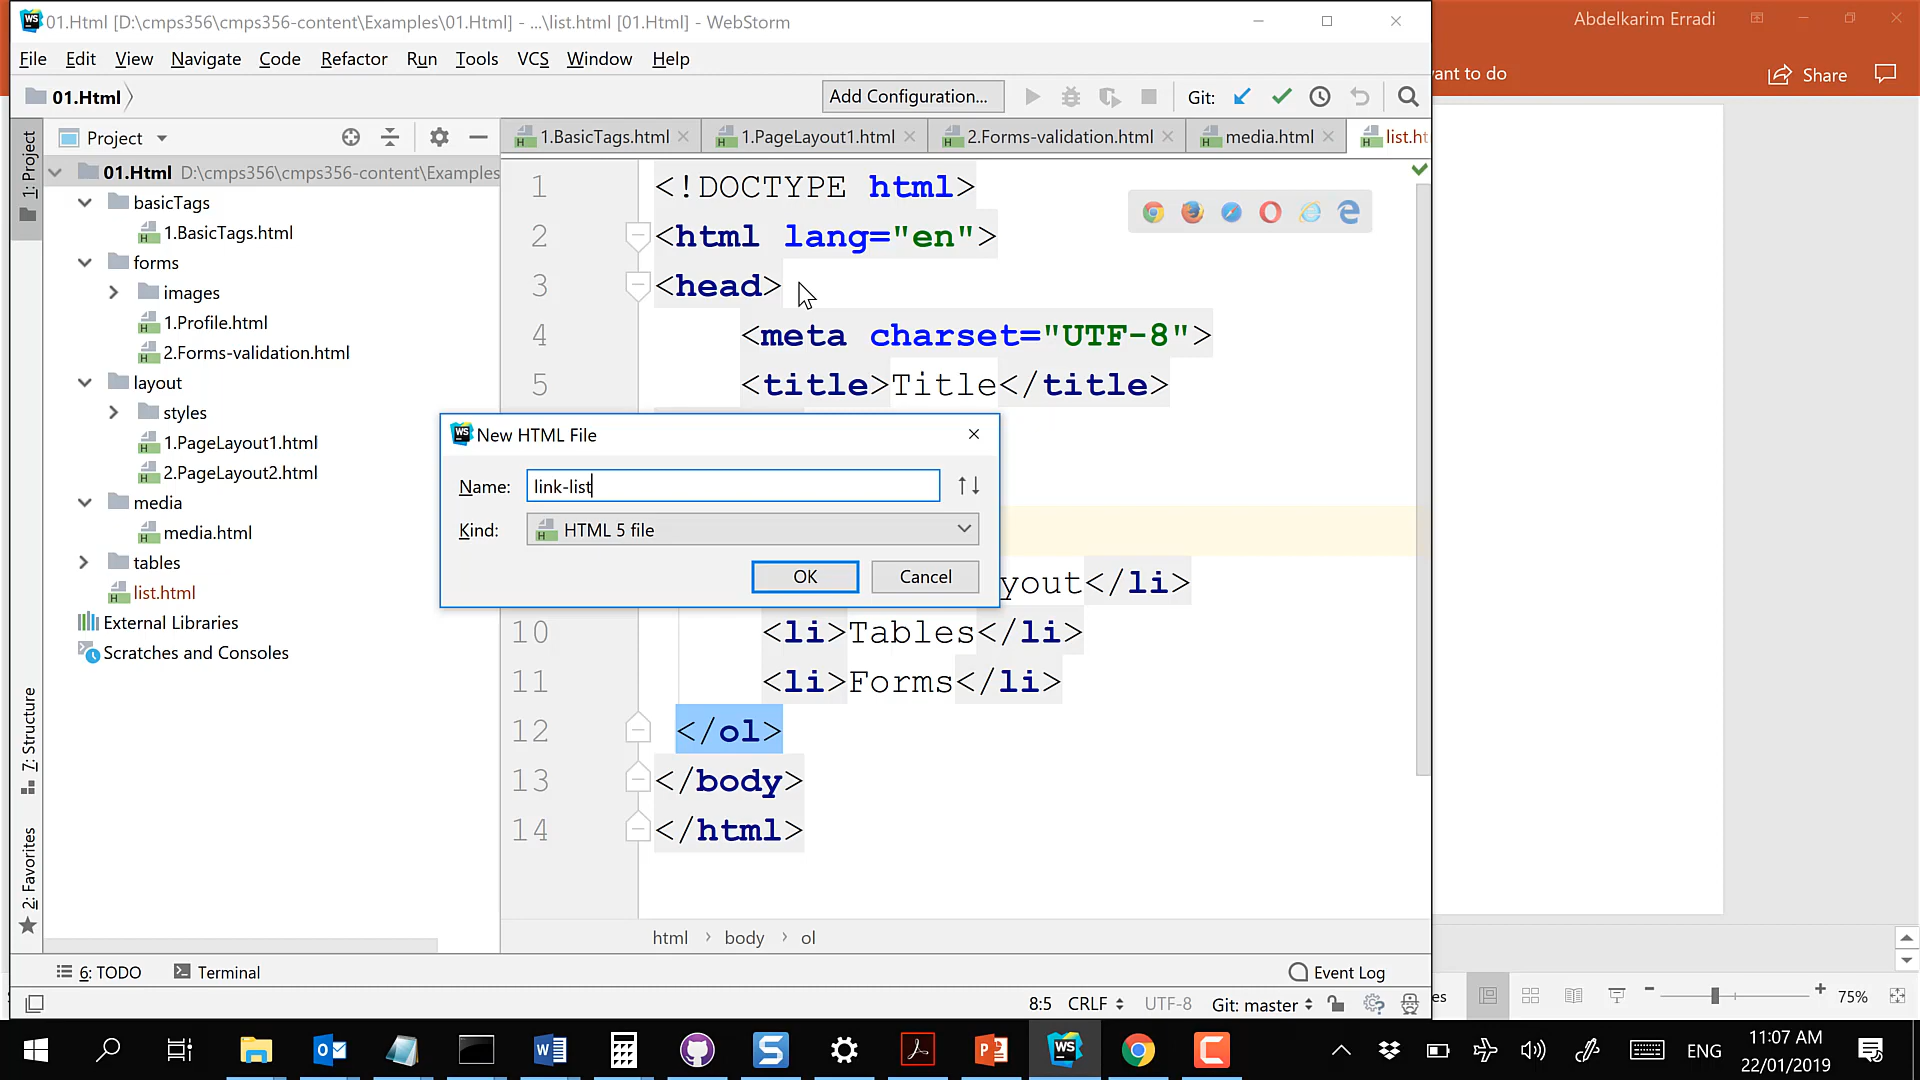 01.Html [D:\cmps356\cmps356-content\Examples\01.Html] - ...\list.html [01.Html] - WebStorm
Abdelkarim Erradi
File Edit View Navigate Code Refactor Run Tools VCS Window Help
ant to do
Share
01.Html
Add Configuration...
Git:
1: Project
Project
1.BasicTags.html
1.PageLayout1.html
2.Forms-validation.html
media.html
list.ht
01.Html D:\cmps356\cmps356-content\Examples
basicTags
1.BasicTags.html
forms
images
1.Profile.html
2.Forms-validation.html
layout
styles
1.PageLayout1.html
2.PageLayout2.html
media
media.html
tables
list.html
External Libraries
Scratches and Consoles
1 <!DOCTYPE html>
2 <html lang="en">
3 <head>
4 <meta charset="UTF-8">
5 <title>Title</title>
New HTML File
Name: link-list
Kind: HTML 5 file
OK Cancel
yout</li>
10 <li>Tables</li>
11 <li>Forms</li>
12 </ol>
13 </body>
14 </html>
7: Structure
2: Favorites
html body ol
6: TODO
Terminal
Event Log
8:5 CRLF UTF-8 Git: master
es
75%
ENG
11:07 AM
22/01/2019